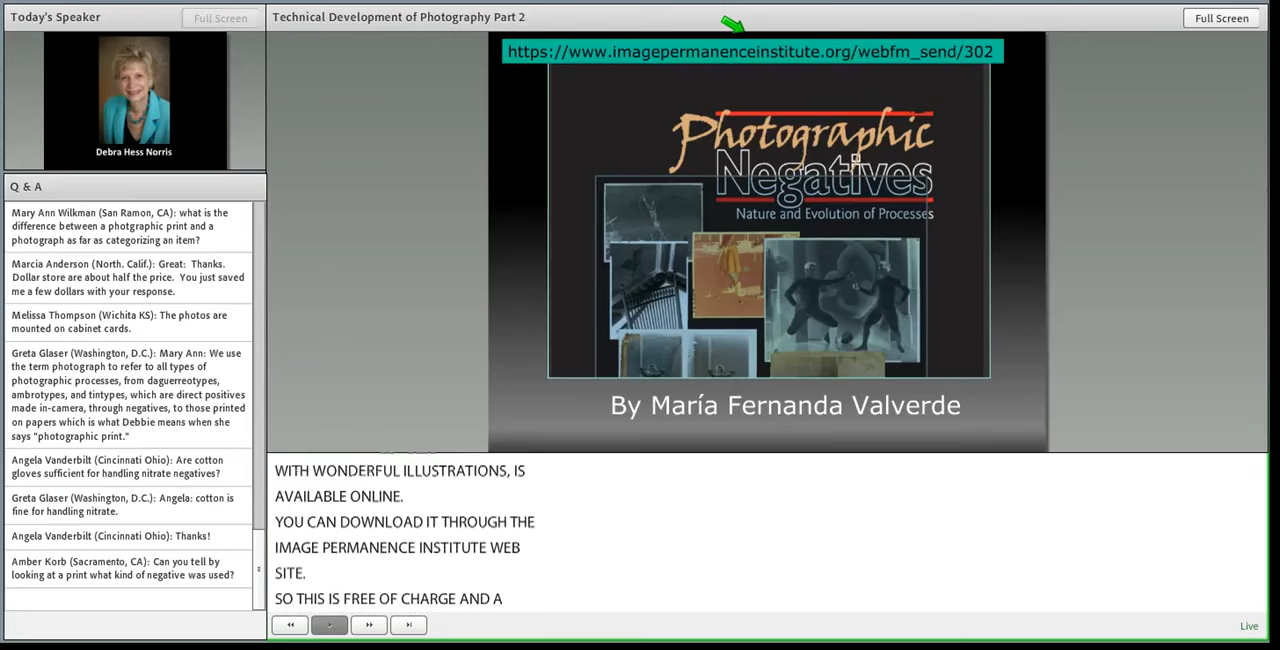 Today's Speaker
Full Screen
Debra Hess Norris
Q & A
Mary Ann Wilkman (San Ramon, CA): what is the
difference between a photgraphic print and a
photograph as far as categorizing an item?
Marcia Anderson (North. Calif.): Great: Thanks.
Dollar store are about half the price. You just saved
me a few dollars with your response.
Melissa Thompson (Wichita KS): The photos are
mounted on cabinet cards.
Greta Glaser (Washington, D.C.): Mary Ann: We use
the term photograph to refer to all types of
photographic processes, from daguerreotypes,
ambrotypes, and tintypes, which are direct positives
made in-camera, through negatives, to those printed
on papers which is what Debbie means when she
says "photographic print."
Angela Vanderbilt (Cincinnati Ohio): Are cotton
gloves sufficient for handling nitrate negatives?
Greta Glaser (Washington, D.C.): Angela: cotton is
fine for handling nitrate.
Angela Vanderbilt (Cincinnati Ohio): Thanks!
Amber Korb (Sacramento, CA): Can you tell by
looking at a print what kind of negative was used?
Technical Development of Photography Part 2
Full Screen
https://www.imagepermanenceinstitute.org/webfm_send/302
Photographic
Negatives
Nature and Evolution of Processes
By María Fernanda Valverde
WITH WONDERFUL ILLUSTRATIONS, IS
AVAILABLE ONLINE.
YOU CAN DOWNLOAD IT THROUGH THE
IMAGE PERMANENCE INSTITUTE WEB
SITE.
SO THIS IS FREE OF CHARGE AND A
Live